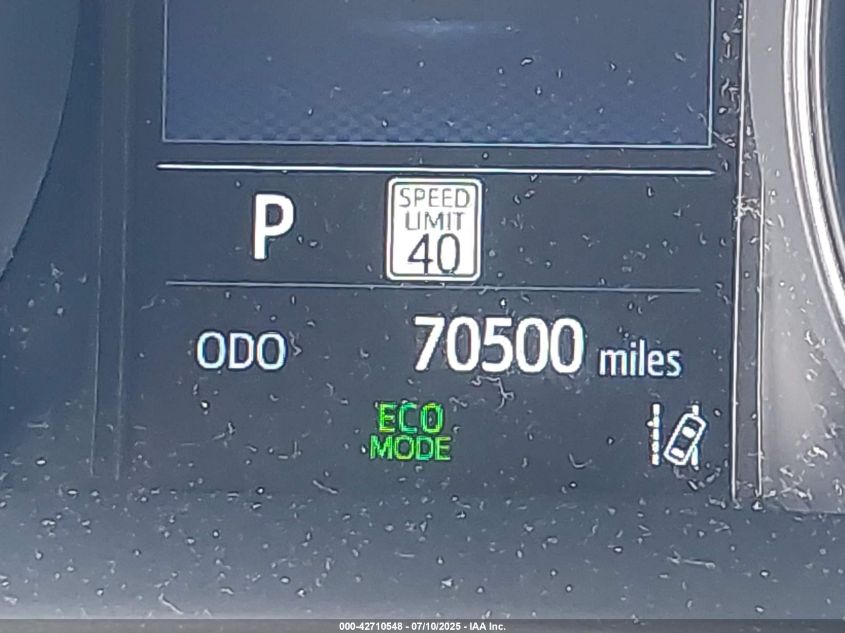 P
SPEED
LIMIT
40
ODO 70500 miles
ECO
MODE
000-42710548 - 07/10/2025 - IAA Inc.